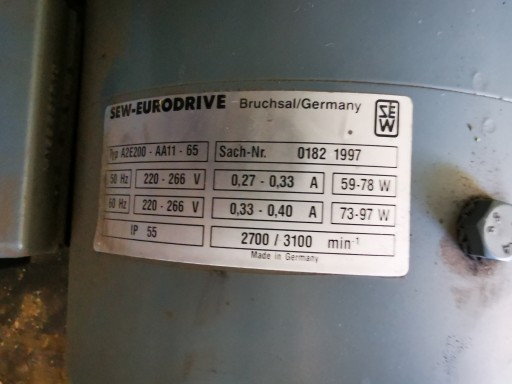 SEW-EURODRIVE Bruchsal/Germany SEW
Typ A2E200 - AA11 - 65 Sach-Nr. 0182 1997
50 Hz 220 - 266 V 0,27 - 0,33 A 59-78 W
60 Hz 220 - 266 V 0,33 - 0,40 A 73-97 W
IP 55 2700 / 3100 min-1
Made in Germany